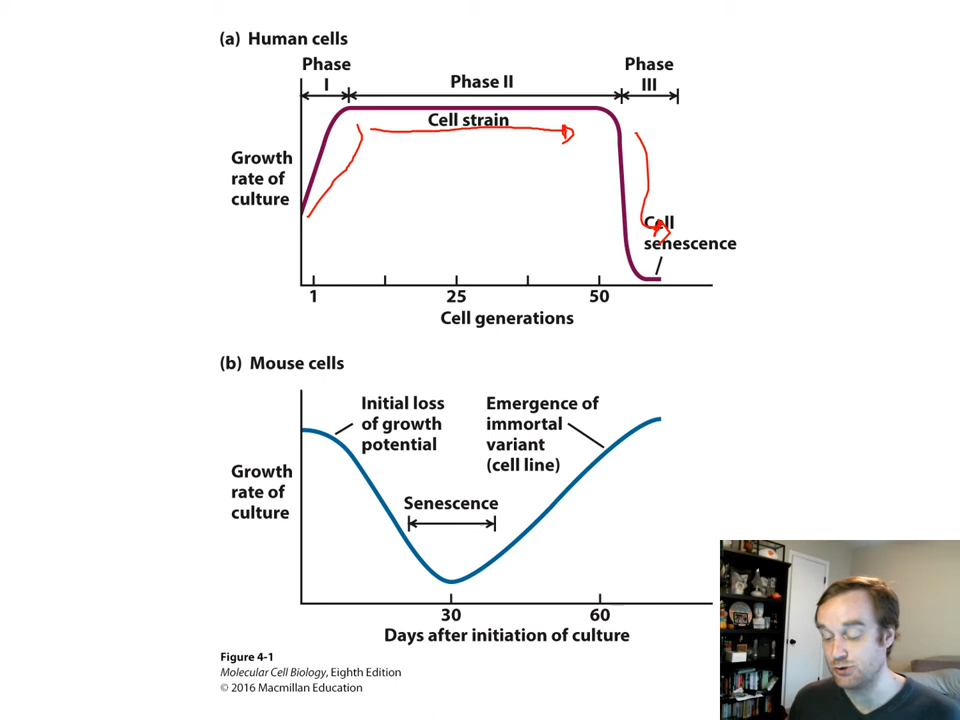 (a) Human cells
Phase
I
Phase II
Phase
III
Cell strain
Growth
rate of
culture
Cell
senescence
1
25
50
Cell generations
(b) Mouse cells
Initial loss
of growth
potential
Emergence of
immortal
variant
(cell line)
Growth
rate of
culture
Senescence
30
60
Days after initiation of culture
Figure 4-1
Molecular Cell Biology, Eighth Edition
© 2016 Macmillan Education